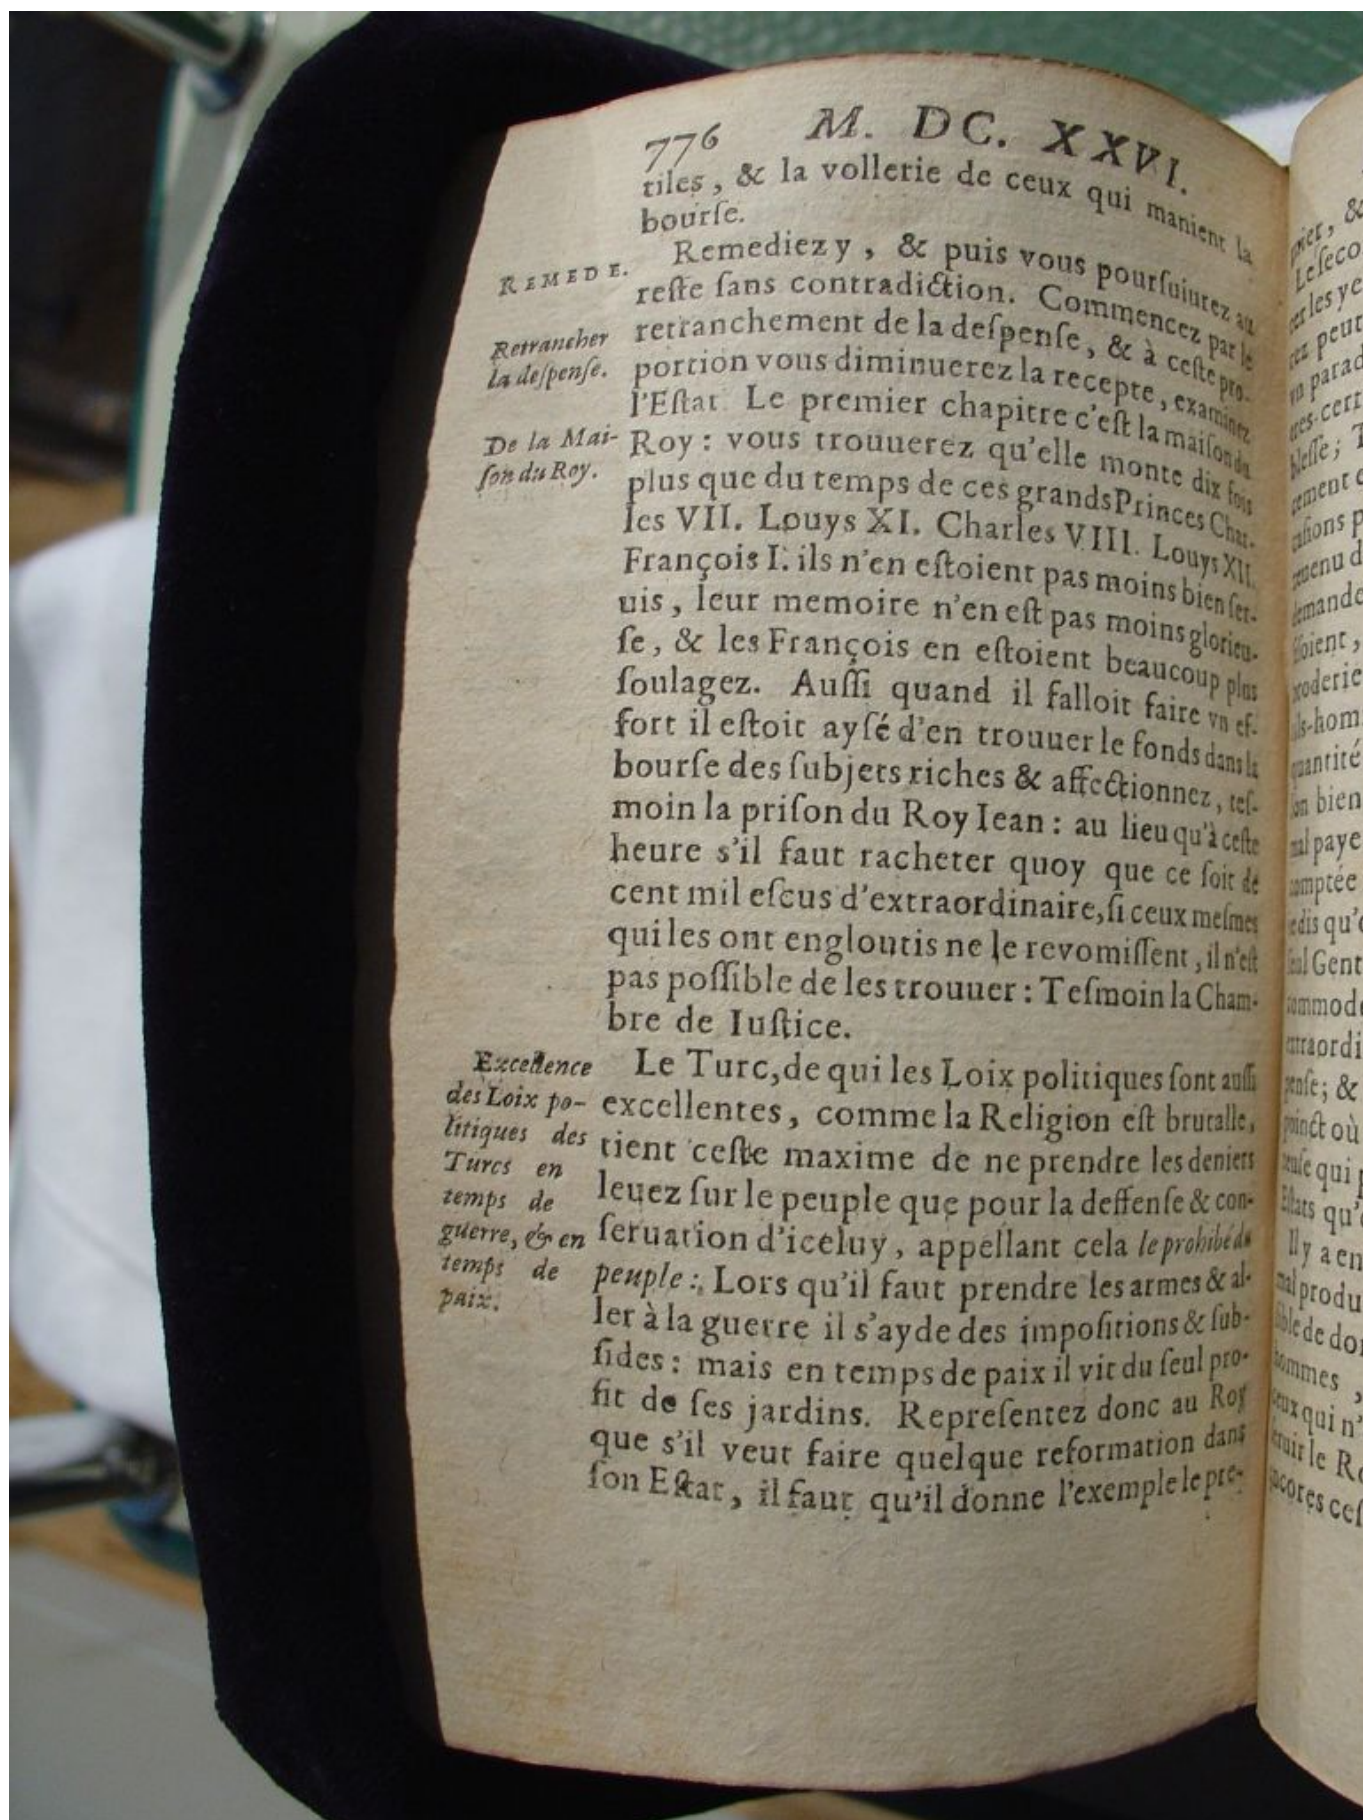 776 M. DC. XXVI.
tiles, & la vollerie de ceux qui manient la
bourſe.
REMEDE.
Remediez y, & puis vous pourſuiurez au
reſte ſans contradiction. Commencez par le
Retrancher
la deſpenſe.
retranchement de la deſpenſe, & à ceſte pro-
portion vous diminuerez la recepte, examinez
l'Eſtat. Le premier chapitre c'eſt la maiſon du
De la Mai-
ſon du Roy.
Roy : vous trouuerez qu'elle monte dix fois
plus que du temps de ces grands Princes Char-
les VII. Louys XI. Charles VIII. Louys XII.
François I. ils n'en eſtoient pas moins bien ſer-
uis, leur memoire n'en eſt pas moins glorieu-
ſe, & les François en eſtoient beaucoup plus
ſoulagez. Auſſi quand il falloit faire vn ef-
fort il eſtoit ayſé d'en trouuer le fonds dans la
bourſe des ſubjets riches & affectionnez, teſ-
moin la priſon du Roy Iean : au lieu qu'à ceſte
heure s'il faut racheter quoy que ce ſoit de
cent mil eſcus d'extraordinaire, ſi ceux meſmes
qui les ont engloutis ne le revomiſſent, il n'eſt
pas poſſible de les trouuer : Teſmoin la Cham-
bre de Iuſtice.
Excellence
des Loix po-
litiques des
Turcs en
temps de
guerre, & en
temps de
paix.
Le Turc, de qui les Loix politiques ſont auſſi
excellentes, comme la Religion eſt brutalle,
tient ceſte maxime de ne prendre les deniers
leuez ſur le peuple que pour la deffenſe & con-
ſeruation d'iceluy, appellant cela le prohibé du
peuple : Lors qu'il faut prendre les armes & al-
ler à la guerre il s'ayde des impoſitions & ſub-
ſides : mais en temps de paix il vit du ſeul pro-
fit de ſes jardins. Repreſentez donc au Roy
que s'il veut faire quelque reformation dans
ſon Eſtat, il faut qu'il donne l'exemple le pre-